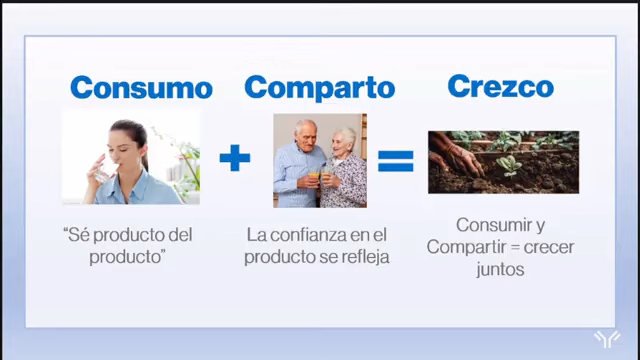 Consumo
Comparto
Crezco
+
=
“Sé producto del
producto”
La confianza en el
producto se refleja
Consumir y
Compartir = crecer
juntos